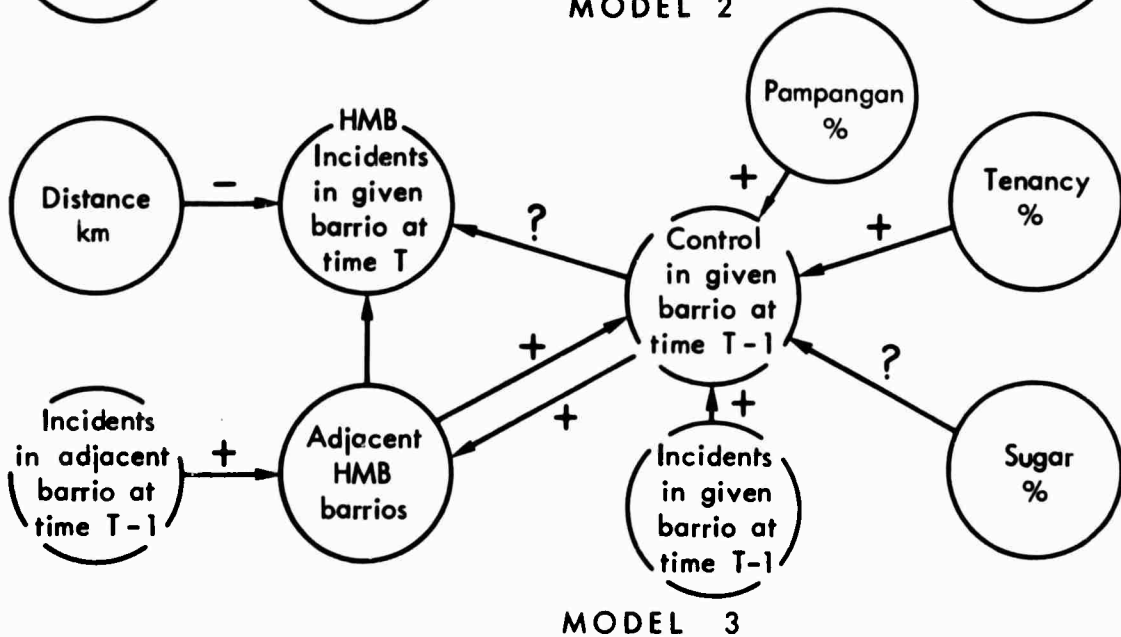 MODEL 2
Pampangan
%
HMB
Incidents
in given
barrio at
time T
Distance
km
-
?
+
Control
in given
barrio at
time T-1
+
Tenancy
%
+
+
Incidents
in adjacent
barrio at
time T-1
+
Adjacent
HMB
barrios
+
Incidents
in given
barrio at
time T-1
?
Sugar
%
MODEL 3